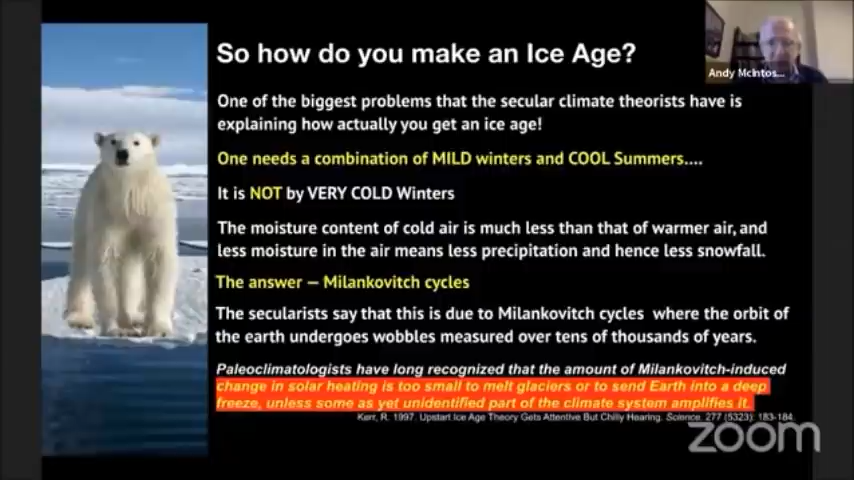 So how do you make an Ice Age?
Andy McIntos...
One of the biggest problems that the secular climate theorists have is
explaining how actually you get an ice age!
One needs a combination of MILD winters and COOL Summers....
It is NOT by VERY COLD Winters
The moisture content of cold air is much less than that of warmer air, and
less moisture in the air means less precipitation and hence less snowfall.
The answer — Milankovitch cycles
The secularists say that this is due to Milankovitch cycles where the orbit of
the earth undergoes wobbles measured over tens of thousands of years.
Paleoclimatologists have long recognized that the amount of Milankovitch-induced
change in solar heating is too small to melt glaciers or to send Earth into a deep
freeze, unless some as yet unidentified part of the climate system amplifies it.
Kerr, R. 1997. Upstart Ice Age Theory Gets Attentive But Chilly Hearing. Science. 277 (5323): 183-184.
zoom